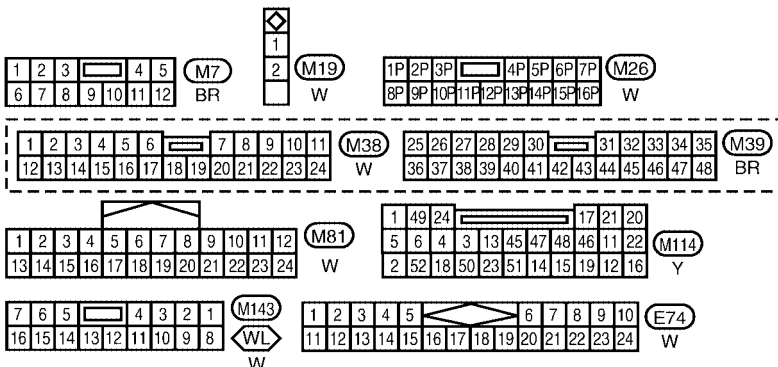 1 2 3 4 5 M7
6 7 8 9 10 11 12 BR
1
2 M19
W
1P 2P 3P 4P 5P 6P 7P M26
8P 9P 10P 11P 12P 13P 14P 15P 16P W
1 2 3 4 5 6 7 8 9 10 11 M38
12 13 14 15 16 17 18 19 20 21 22 23 24 W
25 26 27 28 29 30 31 32 33 34 35 M39
36 37 38 39 40 41 42 43 44 45 46 47 48 BR
1 2 3 4 5 6 7 8 9 10 11 12 M81
13 14 15 16 17 18 19 20 21 22 23 24 W
1 49 24 17 21 20
5 6 4 3 13 45 47 48 46 11 22 M114
2 52 18 50 23 51 14 15 19 12 16 Y
7 6 5 4 3 2 1 M143
16 15 14 13 12 11 10 9 8 WL
W
1 2 3 4 5 6 7 8 9 10 E74
11 12 13 14 15 16 17 18 19 20 21 22 23 24 W